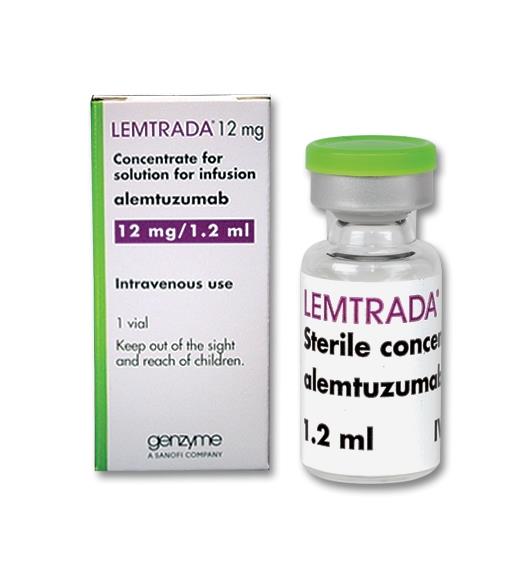 LEMTRADA® 12 mg
Concentrate for
solution for infusion
alemtuzumab
12 mg/1.2 ml
Intravenous use
1 vial
Keep out of the sight
and reach of children.
genzyme
A SANOFI COMPANY
LEMTRADA®
Sterile
alemtuzumab
1.2 ml